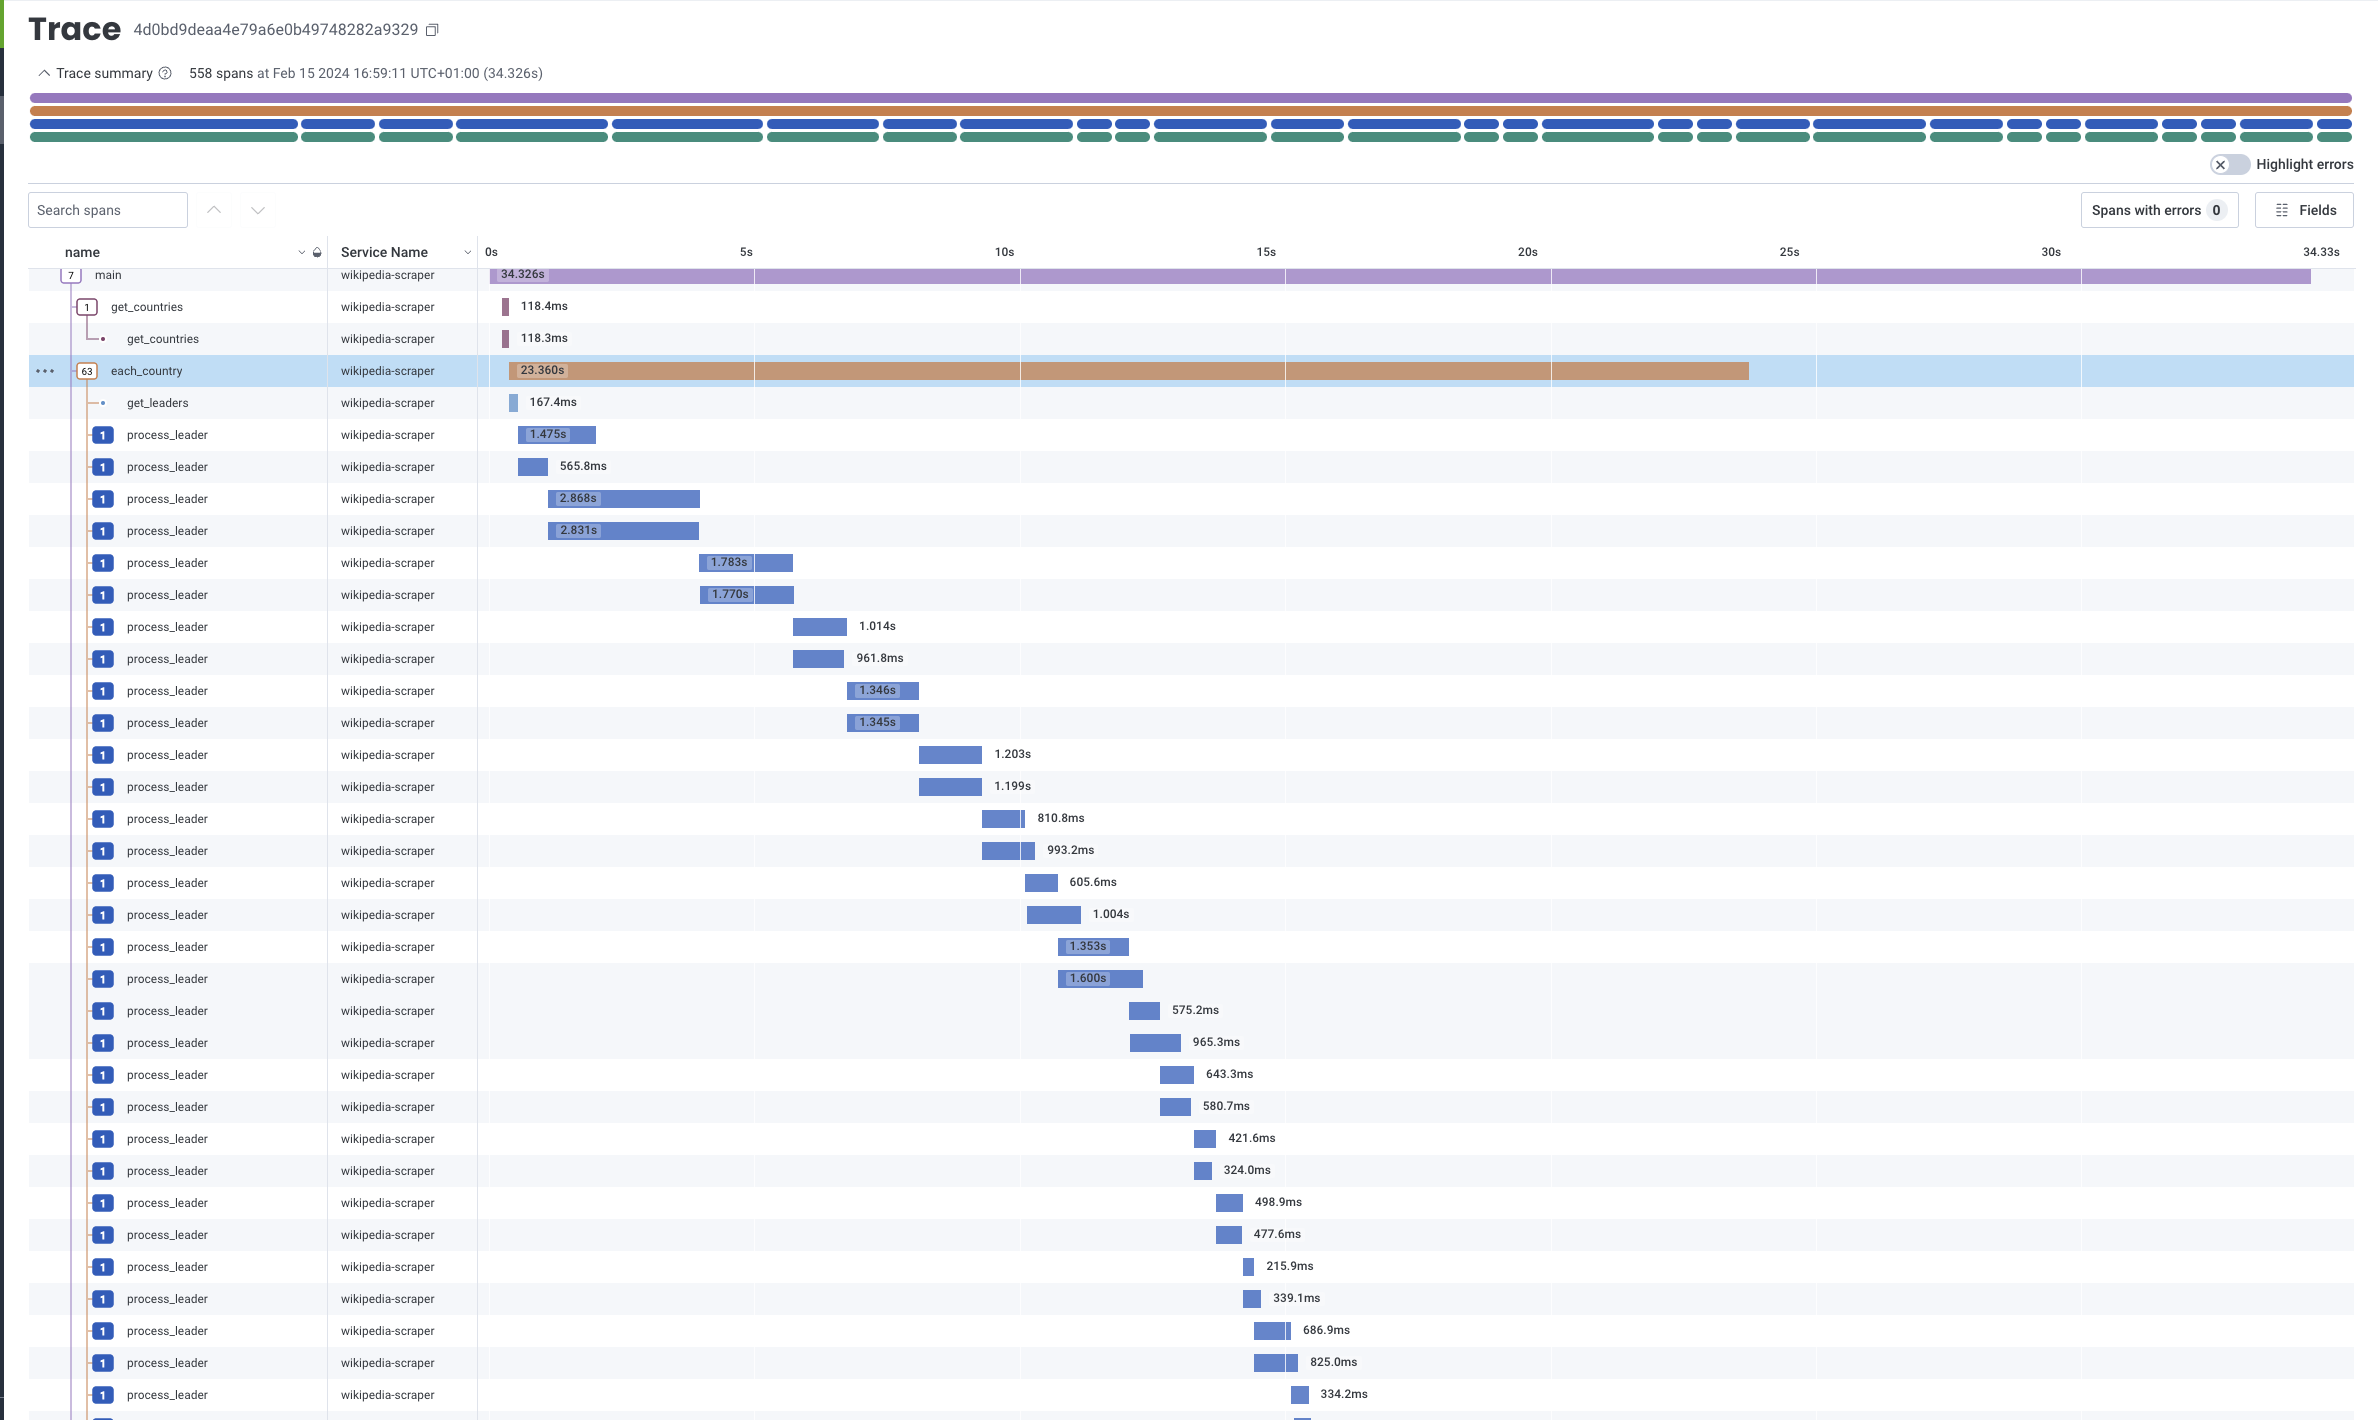 Trace 4d0bd9deaa4e79a6e0b49748282a9329
Trace summary 558 spans at Feb 15 2024 16:59:11 UTC+01:00 (34.326s)
Highlight errors
Search spans Spans with errors 0 Fields
name Service Name 0s 5s 10s 15s 20s 25s 30s 34.33s
7 main wikipedia-scraper 34.326s
1 get_countries wikipedia-scraper 118.4ms
get_countries wikipedia-scraper 118.3ms
63 each_country wikipedia-scraper 23.360s
get_leaders wikipedia-scraper 167.4ms
1 process_leader wikipedia-scraper 1.475s
1 process_leader wikipedia-scraper 565.8ms
1 process_leader wikipedia-scraper 2.868s
1 process_leader wikipedia-scraper 2.831s
1 process_leader wikipedia-scraper 1.783s
1 process_leader wikipedia-scraper 1.770s
1 process_leader wikipedia-scraper 1.014s
1 process_leader wikipedia-scraper 961.8ms
1 process_leader wikipedia-scraper 1.346s
1 process_leader wikipedia-scraper 1.345s
1 process_leader wikipedia-scraper 1.203s
1 process_leader wikipedia-scraper 1.199s
1 process_leader wikipedia-scraper 810.8ms
1 process_leader wikipedia-scraper 993.2ms
1 process_leader wikipedia-scraper 605.6ms
1 process_leader wikipedia-scraper 1.004s
1 process_leader wikipedia-scraper 1.353s
1 process_leader wikipedia-scraper 1.600s
1 process_leader wikipedia-scraper 575.2ms
1 process_leader wikipedia-scraper 965.3ms
1 process_leader wikipedia-scraper 643.3ms
1 process_leader wikipedia-scraper 580.7ms
1 process_leader wikipedia-scraper 421.6ms
1 process_leader wikipedia-scraper 324.0ms
1 process_leader wikipedia-scraper 498.9ms
1 process_leader wikipedia-scraper 477.6ms
1 process_leader wikipedia-scraper 215.9ms
1 process_leader wikipedia-scraper 339.1ms
1 process_leader wikipedia-scraper 686.9ms
1 process_leader wikipedia-scraper 825.0ms
1 process_leader wikipedia-scraper 334.2ms